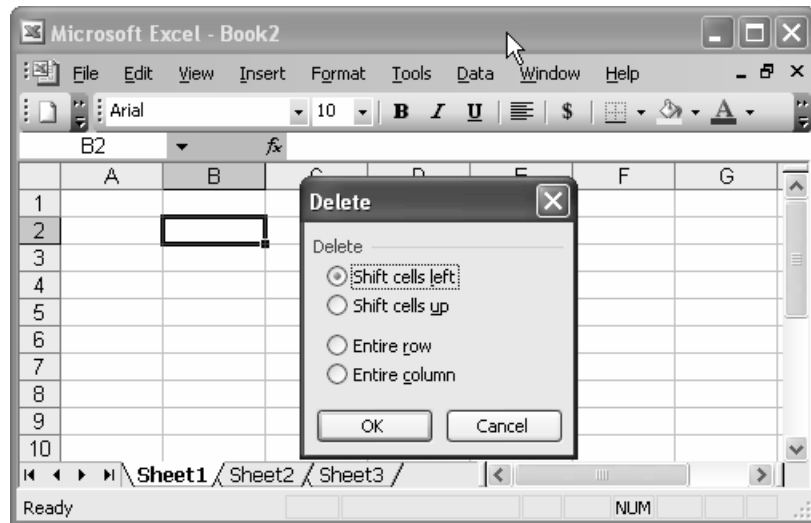 Microsoft Excel - Book2
File Edit View Insert Format Tools Data Window Help
Arial 10 B I U $ A
B2 fx
A B C D E F G
1
2
3
4
5
6
7
8
9
10
Delete
Delete
Shift cells left
Shift cells up
Entire row
Entire column
OK Cancel
Sheet1 Sheet2 Sheet3
Ready NUM